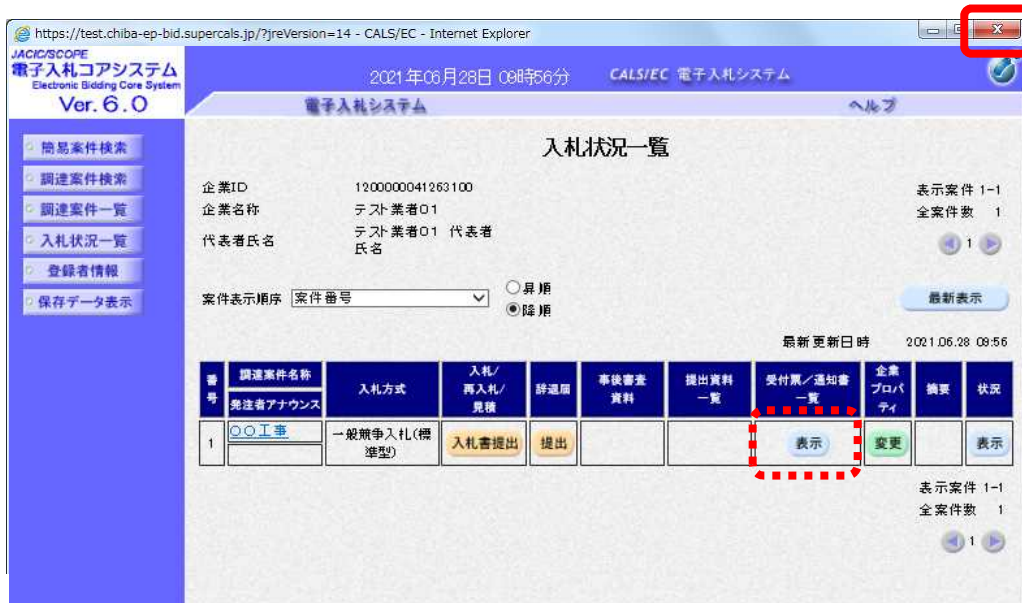 https://test.chiba-ep-bid.supercals.jp/?jreVersion=14 - CALS/EC - Internet Explorer
JACIC/SCOPE
電子入札コアシステム
Electronic Bidding Core System
Ver. 6.0
2021年06月28日 09時56分 CALS/EC 電子入札システム
電子入札システム ヘルプ
簡易案件検索
調達案件検索
調達案件一覧
入札状況一覧
登録者情報
保存データ表示
入札状況一覧
企業ID 1200000041263100
表示案件 1-1
企業名称 テスト業者01
全案件数 1
代表者氏名 テスト業者01 代表者
氏名
1
案件表示順序 案件番号
昇順
降順
最新表示
最新更新日時 2021.06.28 09:56
番号 調達案件名称 発注者アナウンス 入札方式 入札/再入札/見積 辞退届 事後審査資料 提出資料一覧 受付票/通知書一覧 企業プロパティ 摘要 状況
1 〇〇工事 一般競争入札(標準型) 入札書提出 提出 表示 変更 表示
表示案件 1-1
全案件数 1
1